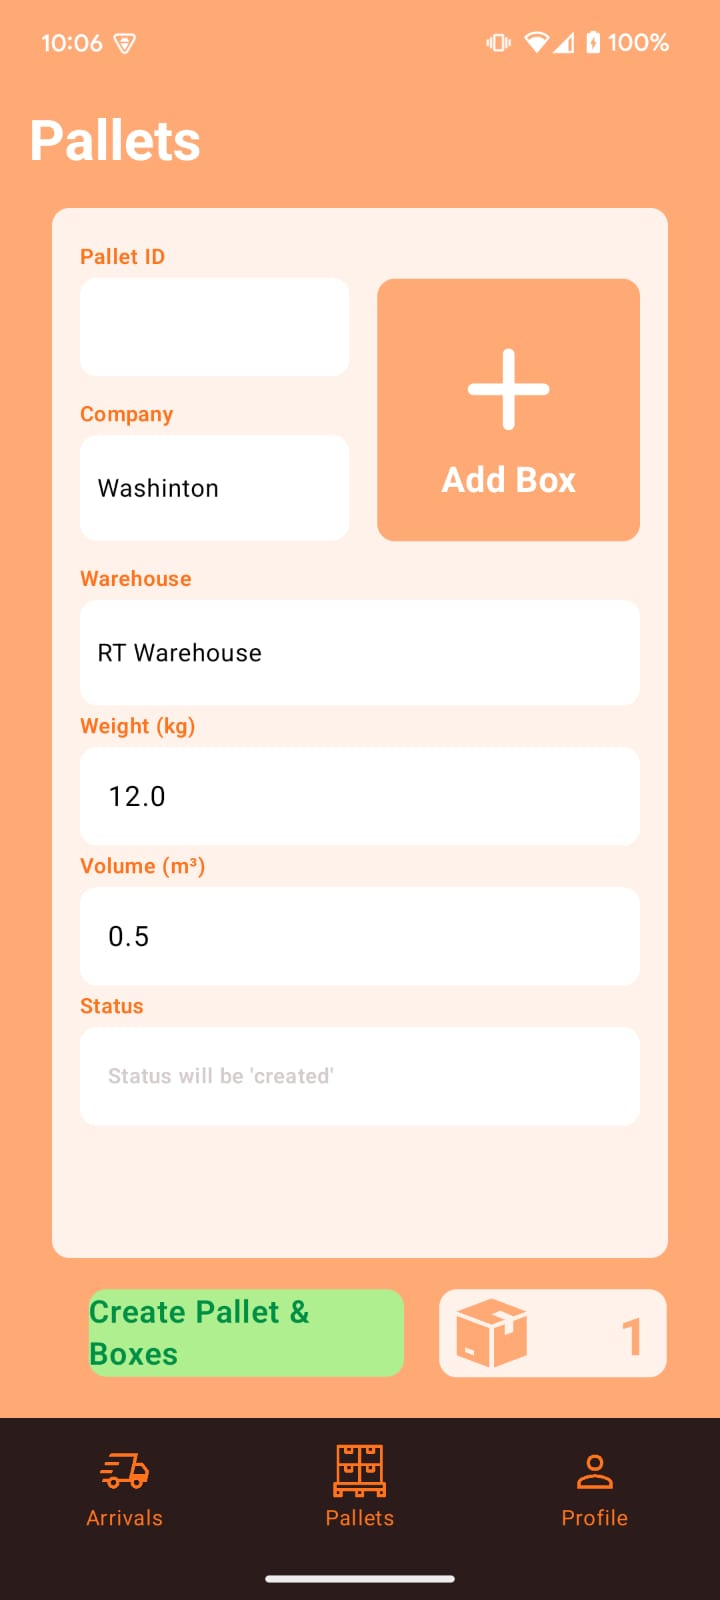 10:06 100%
Pallets
Pallet ID
Add Box
Company
Washinton
Warehouse
RT Warehouse
Weight (kg)
12.0
Volume (m³)
0.5
Status
Status will be 'created'
Create Pallet &
Boxes
1
Arrivals Pallets Profile